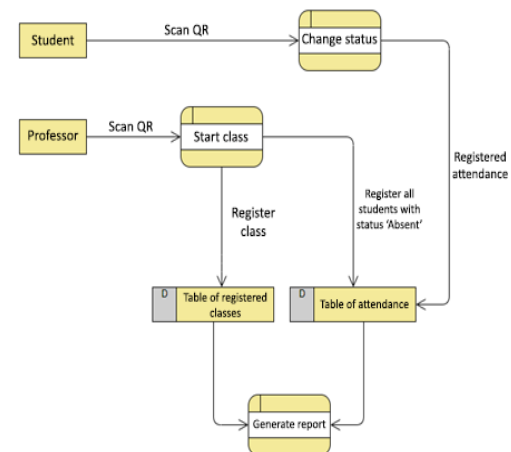 Student
Scan QR
Change status
Professor
Scan QR
Start class
Registered
attendance
Register
class
Register all
students with
status ‘Absent’
D
Table of registered
classes
D
Table of attendance
Generate report